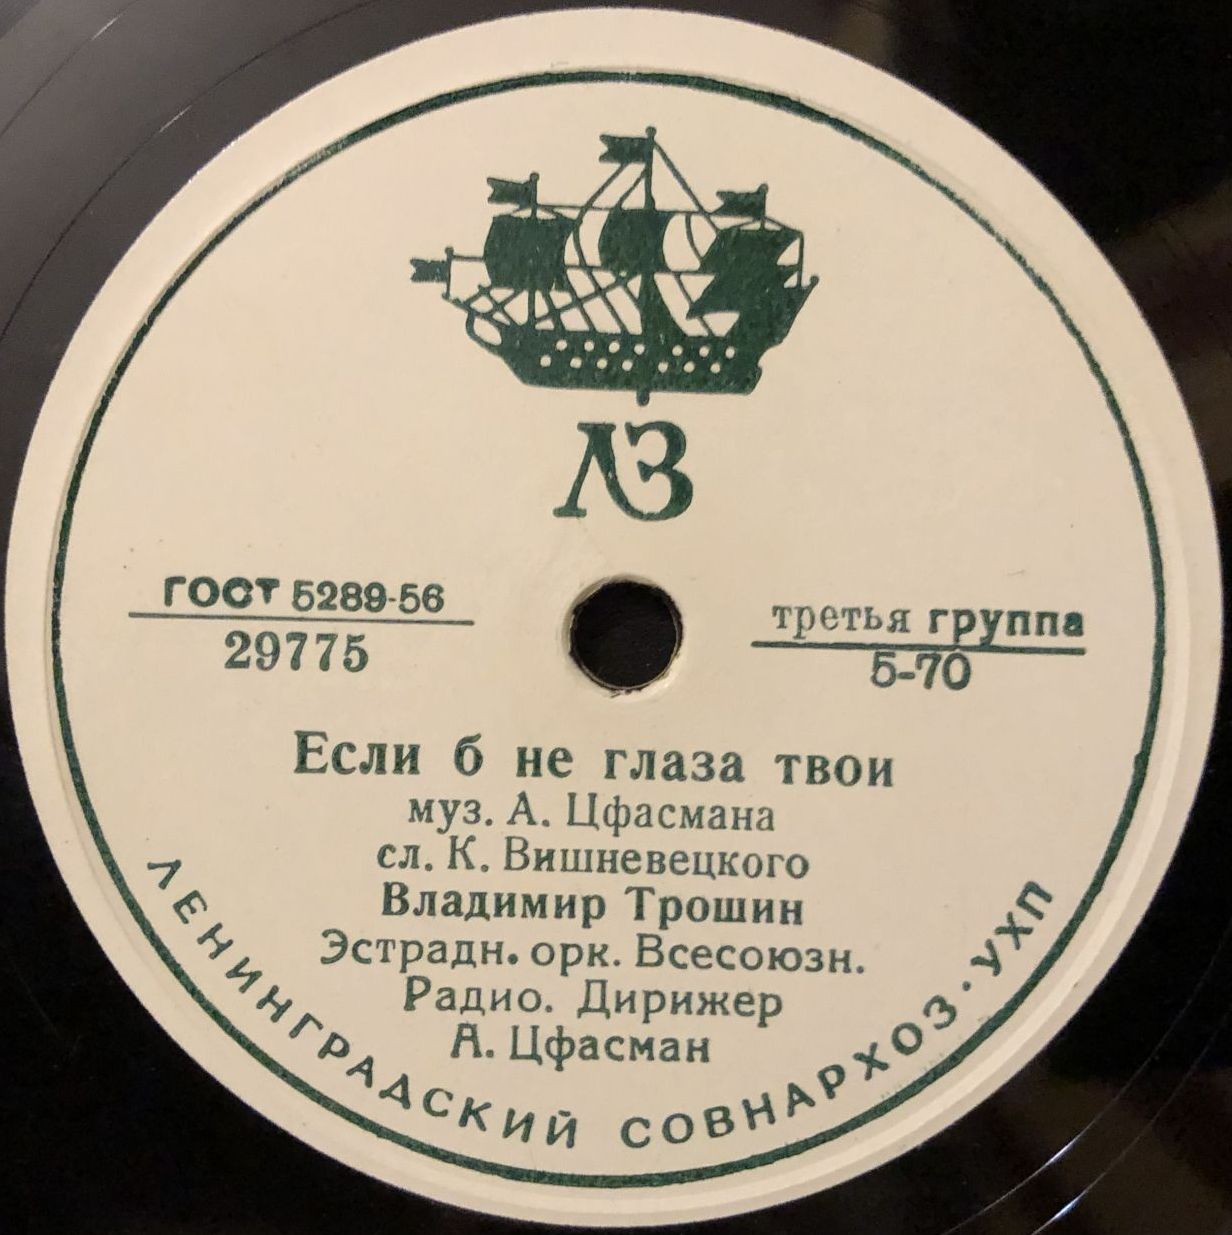 ЛЗ
ГОСТ 5289-56
29775
третья группа
5-70
Если б не глаза твои
муз. А. Цфасмана
сл. К. Вишневецкого
Владимир Трошин
Эстрадн. орк. Всесоюзн.
Радио. Дирижер
А. Цфасман
ЛЕНИНГРАДСКИЙ СОВНАРХОЗ · УХП